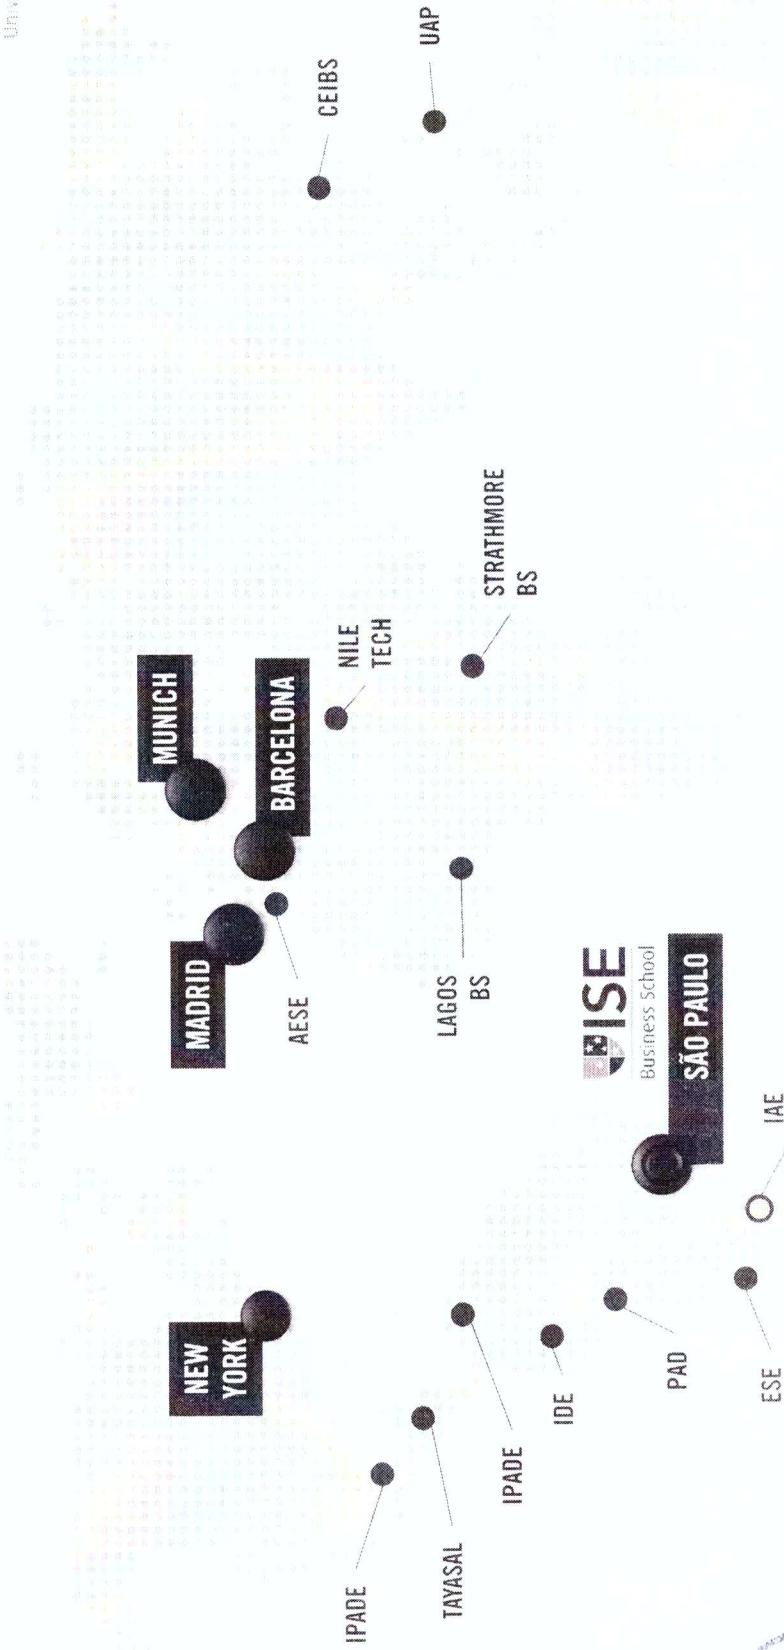 NEW
YORK
MADRID
MUNICH
BARCELONA
AESE
NILE
TECH
CEIBS
UAP
IPADE
TAYASAL
IPADE
IDE
PAD
ESE
IAE
LAGOS
BS
STRATHMORE
BS
ISE
Business School
SÃO PAULO